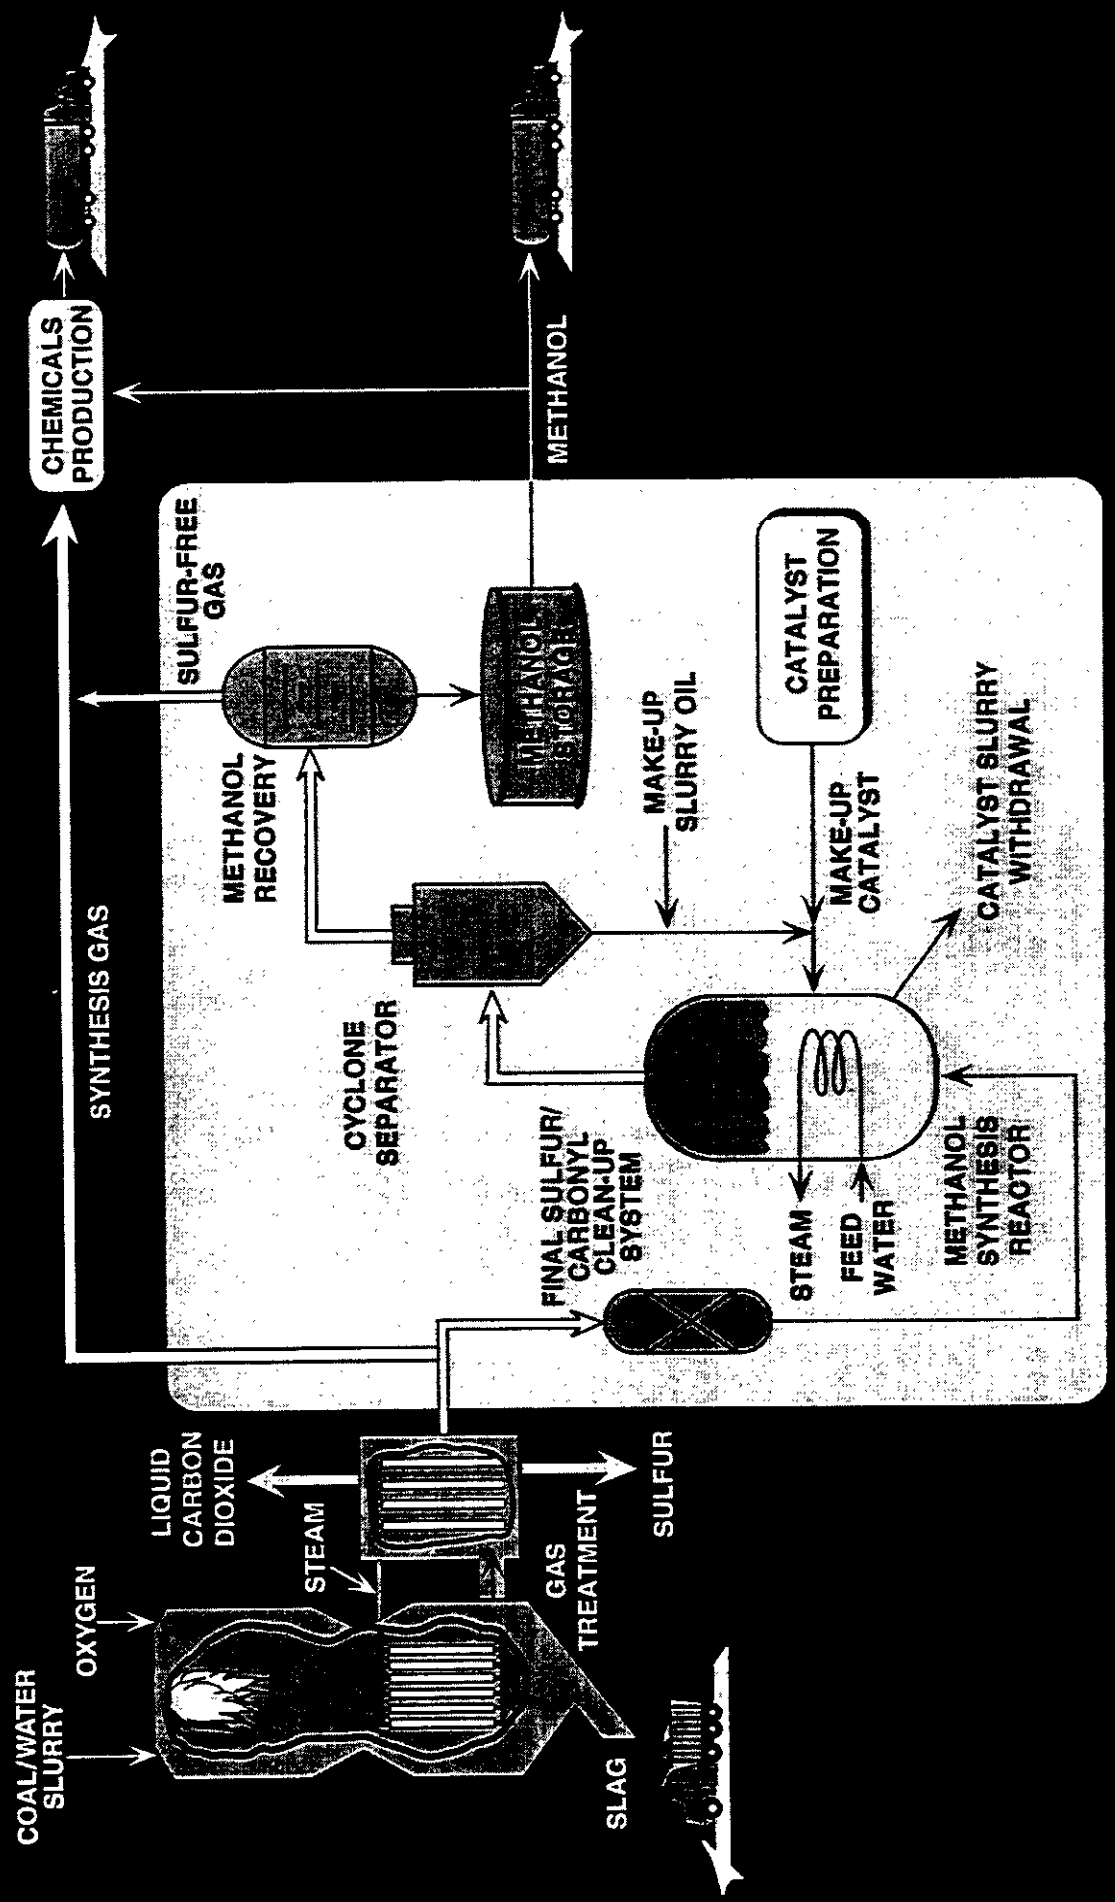 COAL/WATER
SLURRY
OXYGEN
STEAM
LIQUID
CARBON
DIOXIDE
GAS
TREATMENT
SULFUR
SLAG
SYNTHESIS GAS
FINAL SULFUR/
CARBONYL
CLEAN-UP
SYSTEM
STEAM
FEED
WATER
METHANOL
SYNTHESIS
REACTOR
CYCLONE
SEPARATOR
METHANOL
RECOVERY
SULFUR-FREE
GAS
METHANOL
STORAGE
MAKE-UP
SLURRY OIL
MAKE-UP
CATALYST
CATALYST SLURRY
WITHDRAWAL
CATALYST
PREPARATION
METHANOL
CHEMICALS
PRODUCTION